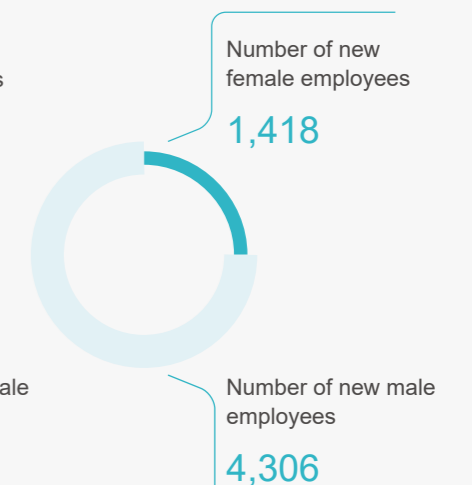 Number of new
female employees
1,418
Number of new male
employees
4,306